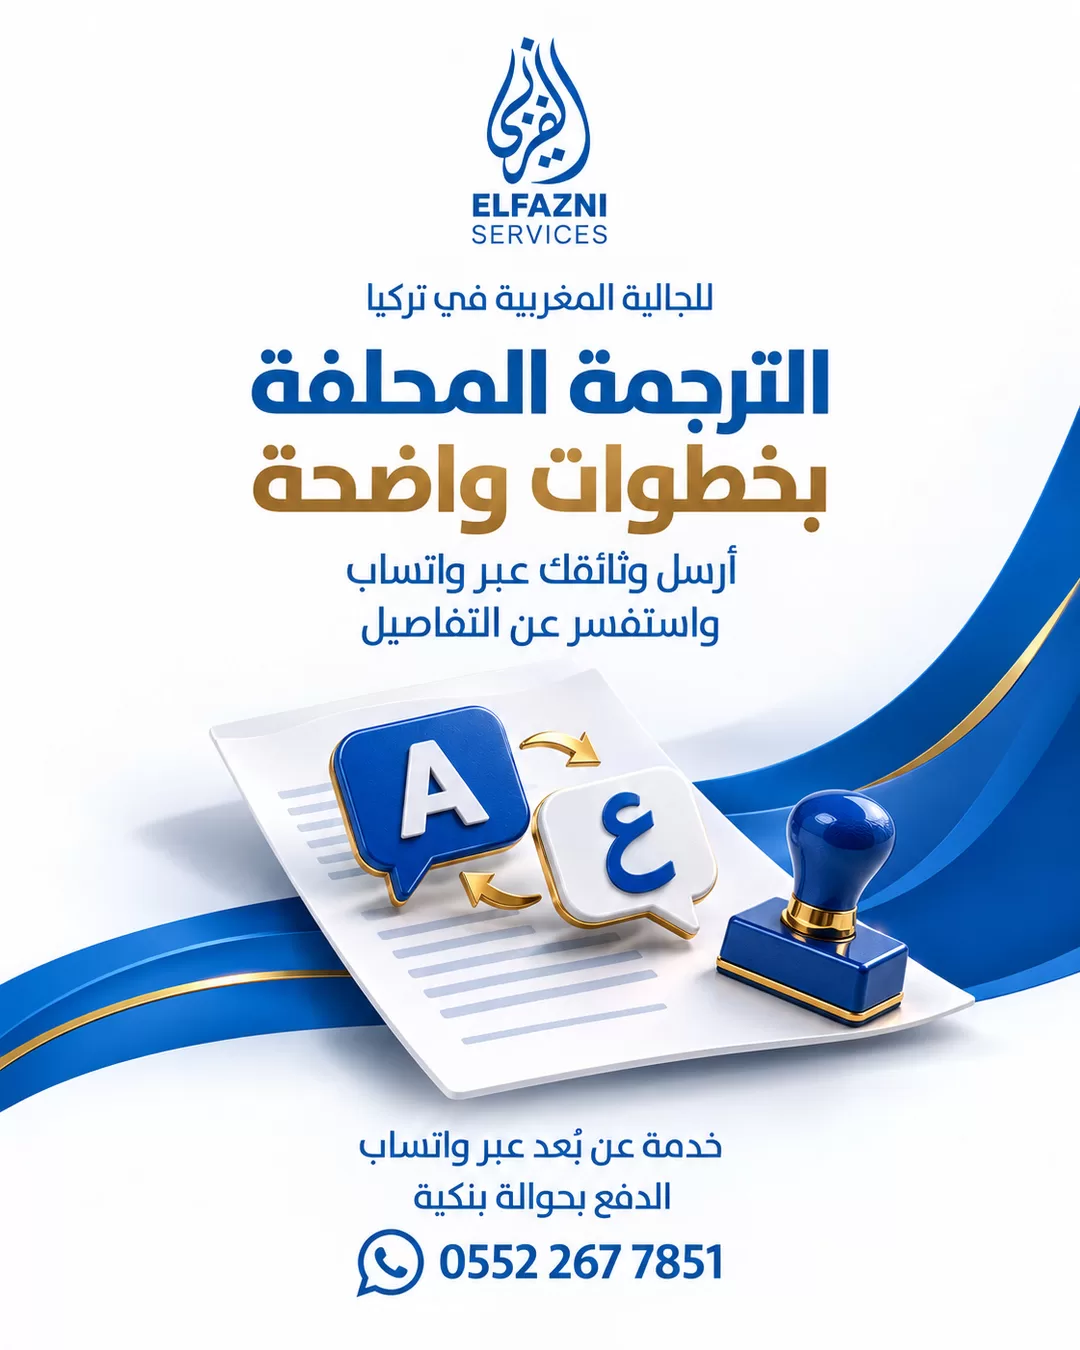 الفزني
ELFAZNI
SERVICES
للجالية المغربية في تركيا
الترجمة المحلفة
بخطوات واضحة
أرسل وثائقك عبر واتساب
واستفسر عن التفاصيل
A
ع
خدمة عن بُعد عبر واتساب
الدفع بحوالة بنكية
0552 267 7851